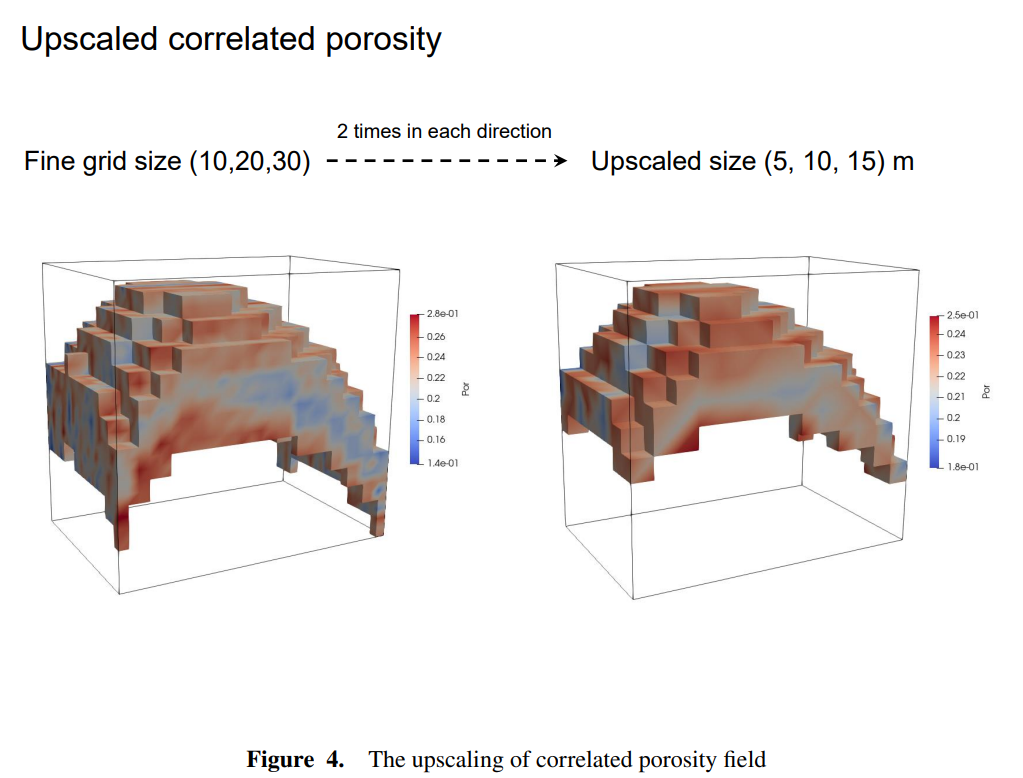 Upscaled correlated porosity
2 times in each direction
Fine grid size (10,20,30)
Upscaled size (5, 10, 15) m
2.8e-01
0.26
0.24
0.22
0.2
0.18
0.16
1.4e-01
Por
2.5e-01
0.24
0.23
0.22
0.21
0.2
0.19
1.8e-01
Por
Figure 4. The upscaling of correlated porosity field